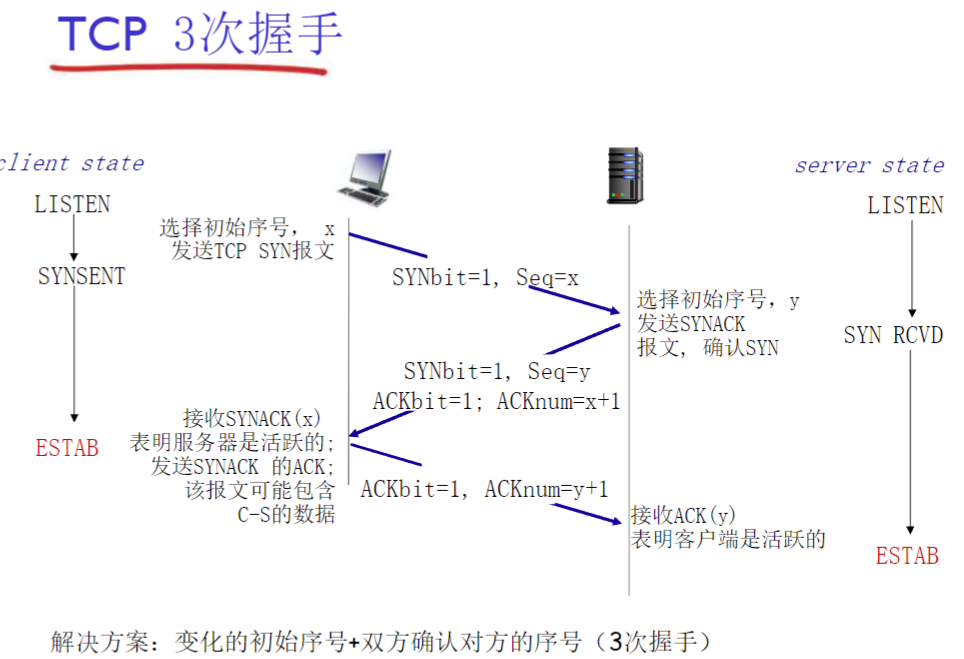 TCP 3次握手
client state
server state
LISTEN
LISTEN
选择初始序号， x
发送TCP SYN报文
SYNSENT
SYNbit=1, Seq=x
选择初始序号，y
发送SYNACK
报文, 确认SYN
SYN RCVD
SYNbit=1, Seq=y
ACKbit=1; ACKnum=x+1
接收SYNACK(x)
表明服务器是活跃的;
发送SYNACK 的ACK;
该报文可能包含
C-S的数据
ESTAB
ACKbit=1, ACKnum=y+1
接收ACK(y)
表明客户端是活跃的
ESTAB
解决方案：变化的初始序号+双方确认对方的序号（3次握手）